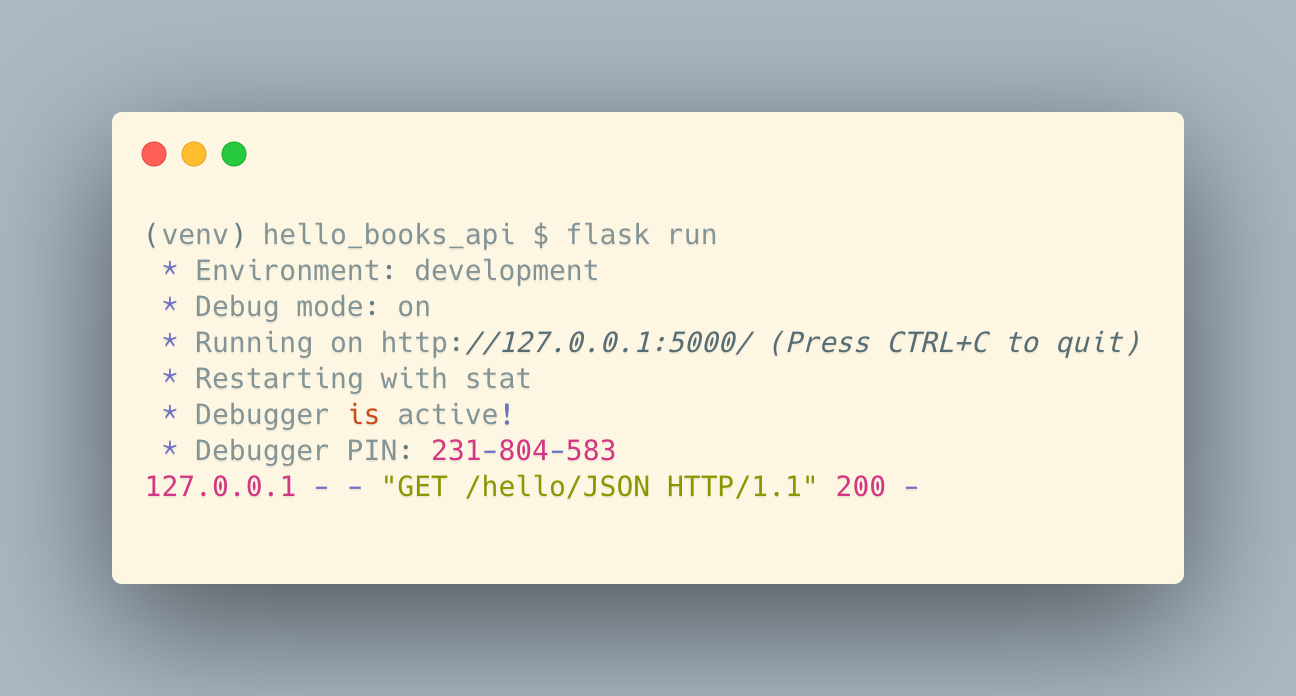 (venv) hello_books_api $ flask run
 * Environment: development
 * Debug mode: on
 * Running on http://127.0.0.1:5000/ (Press CTRL+C to quit)
 * Restarting with stat
 * Debugger is active!
 * Debugger PIN: 231-804-583
127.0.0.1 - - "GET /hello/JSON HTTP/1.1" 200 -